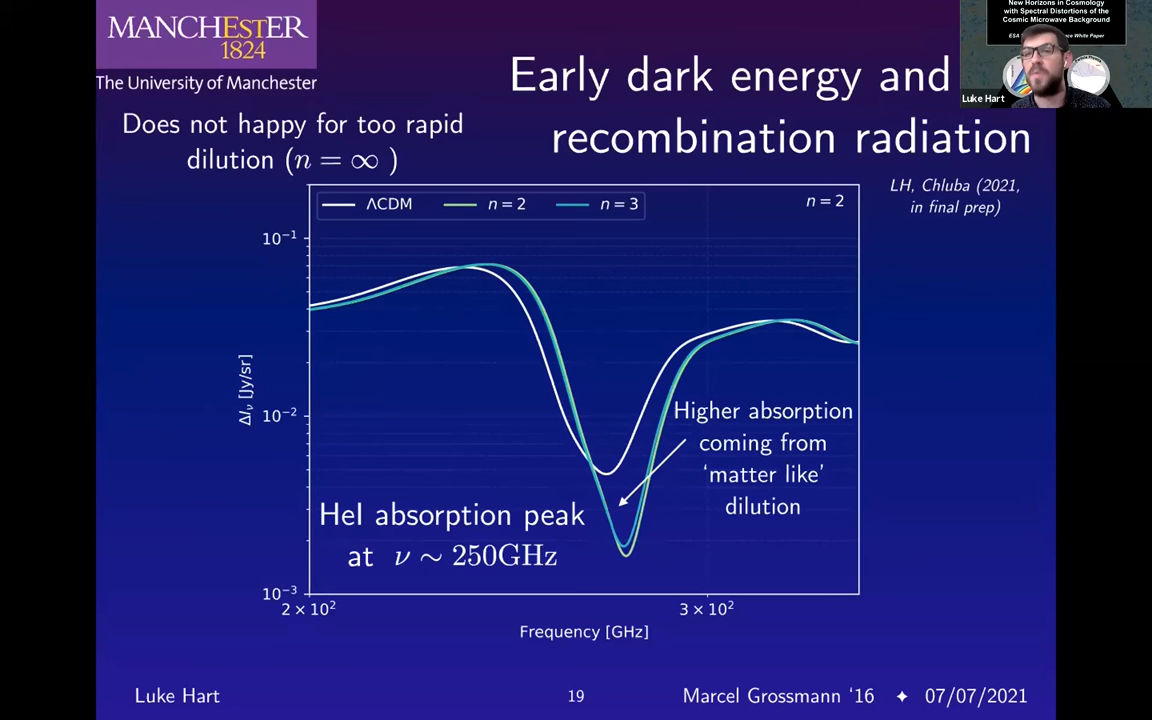 MANCHESTER
1824
The University of Manchester
New Horizons in Cosmology
with Spectral Distortions of the
Cosmic Microwave Background
Luke Hart
Early dark energy and
recombination radiation
Does not happy for too rapid
dilution (n = ∞ )
LH, Chluba (2021,
in final prep)
ΛCDM n = 2 n = 3
n = 2
10⁻¹
10⁻²
10⁻³
ΔIν [Jy/sr]
Higher absorption
coming from
‘matter like’
dilution
HeI absorption peak
at ν ∼ 250GHz
2 × 10² 3 × 10²
Frequency [GHz]
Luke Hart 19 Marcel Grossmann ‘16 ✦ 07/07/2021